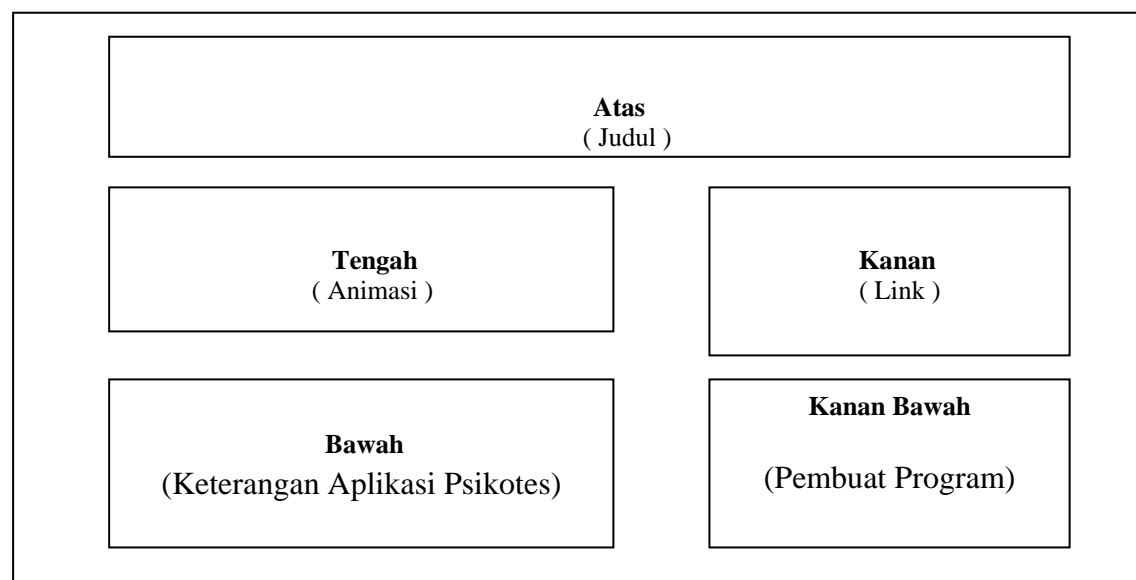 Atas
( Judul )
Tengah
( Animasi )
Kanan
( Link )
Bawah
(Keterangan Aplikasi Psikotes)
Kanan Bawah
(Pembuat Program)